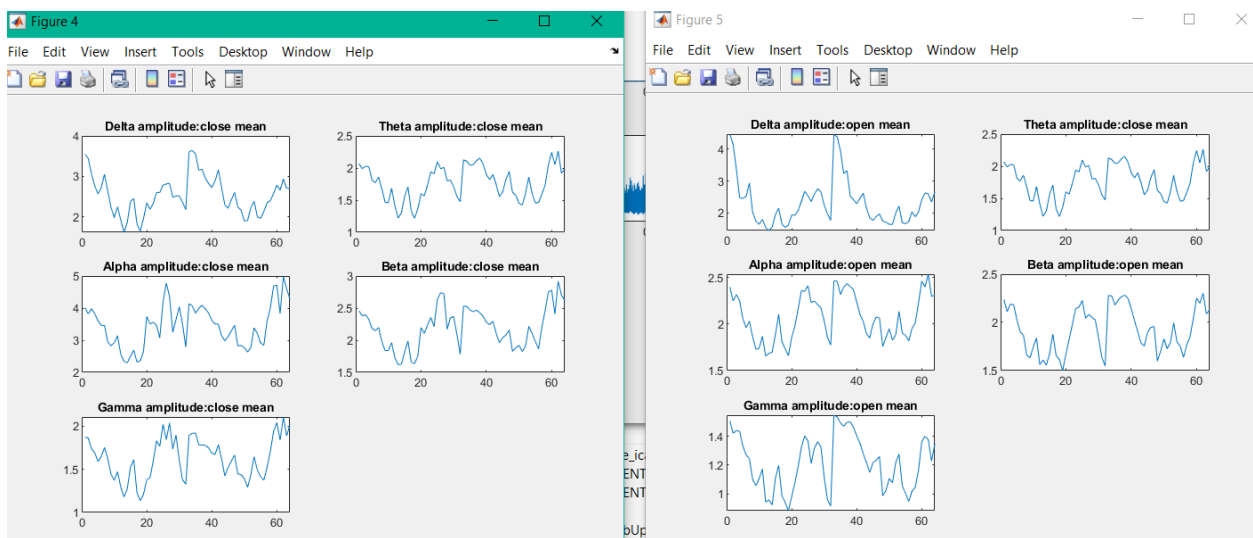 Figure 4
File Edit View Insert Tools Desktop Window Help
Delta amplitude:close mean
4
3
2
0 20 40 60
Theta amplitude:close mean
2.5
2
1.5
1
0 20 40 60
Alpha amplitude:close mean
5
4
3
2
0 20 40 60
Beta amplitude:close mean
3
2.5
2
1.5
0 20 40 60
Gamma amplitude:close mean
2
1.5
1
0 20 40 60
e_ica
ENT
ENT
bUp
Figure 5
File Edit View Insert Tools Desktop Window Help
Delta amplitude:open mean
4
3
2
0 20 40 60
Theta amplitude:close mean
2.5
2
1.5
1
0 20 40 60
Alpha amplitude:open mean
2.5
2
1.5
0 20 40 60
Beta amplitude:open mean
2.5
2
1.5
0 20 40 60
Gamma amplitude:open mean
1.4
1.2
1
0 20 40 60